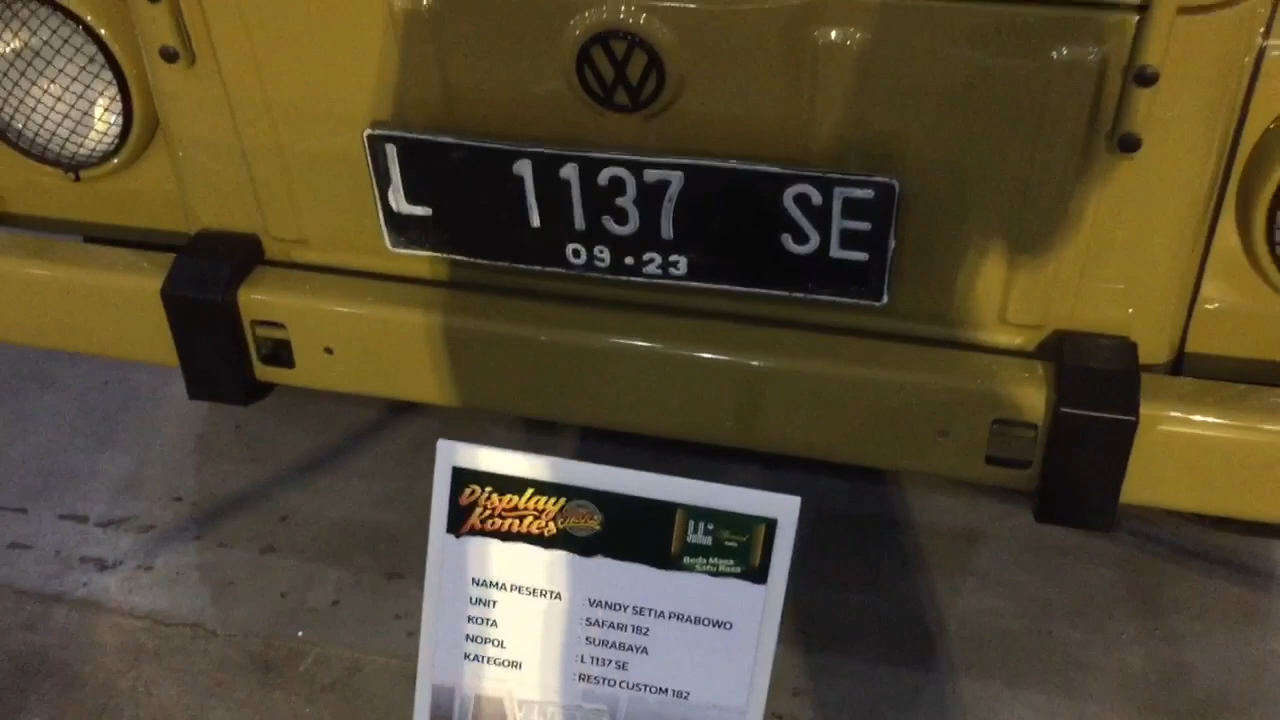 VW
L 1137 SE
09·23
Display
Kontes
Beda Masa
Satu Rasa
NAMA PESERTA : VANDY SETIA PRABOWO
UNIT : SAFARI 182
KOTA : SURABAYA
NOPOL : L 1137 SE
KATEGORI : RESTO CUSTOM 182